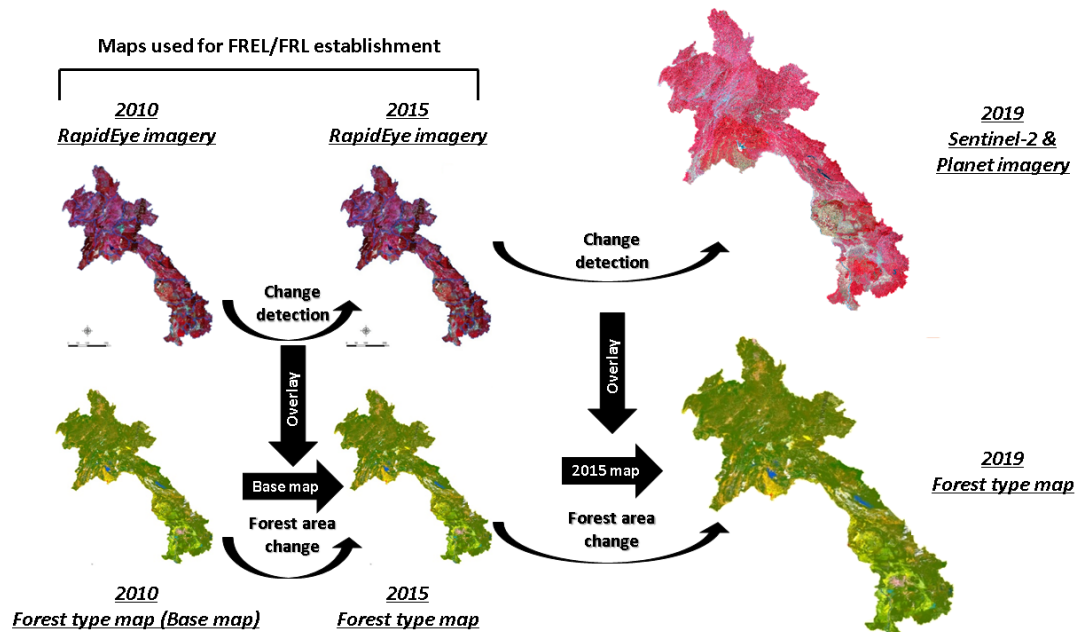 Maps used for FREL/FRL establishment
2010
RapidEye imagery
2015
RapidEye imagery
2019
Sentinel-2 &
Planet imagery
Change
detection
Change
detection
Overlay
Overlay
Base map
2015 map
Forest area
change
Forest area
change
2010
Forest type map (Base map)
2015
Forest type map
2019
Forest type map